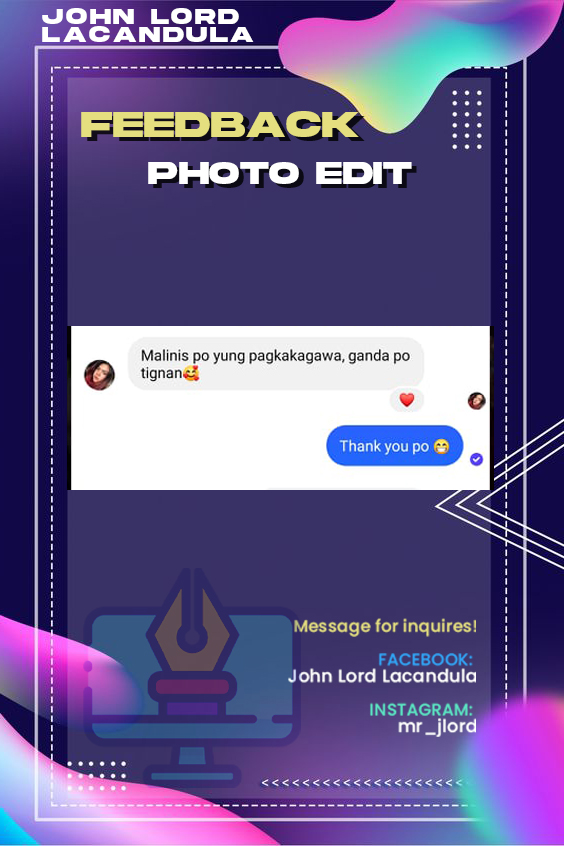 JOHN LORD
LACANDULA
FEEDBACK
PHOTO EDIT
Malinis po yung pagkakagawa, ganda po
tignan🥰
❤️
Thank you po 😁
Message for inquires!
FACEBOOK:
John Lord Lacandula
INSTAGRAM:
mr_jlord